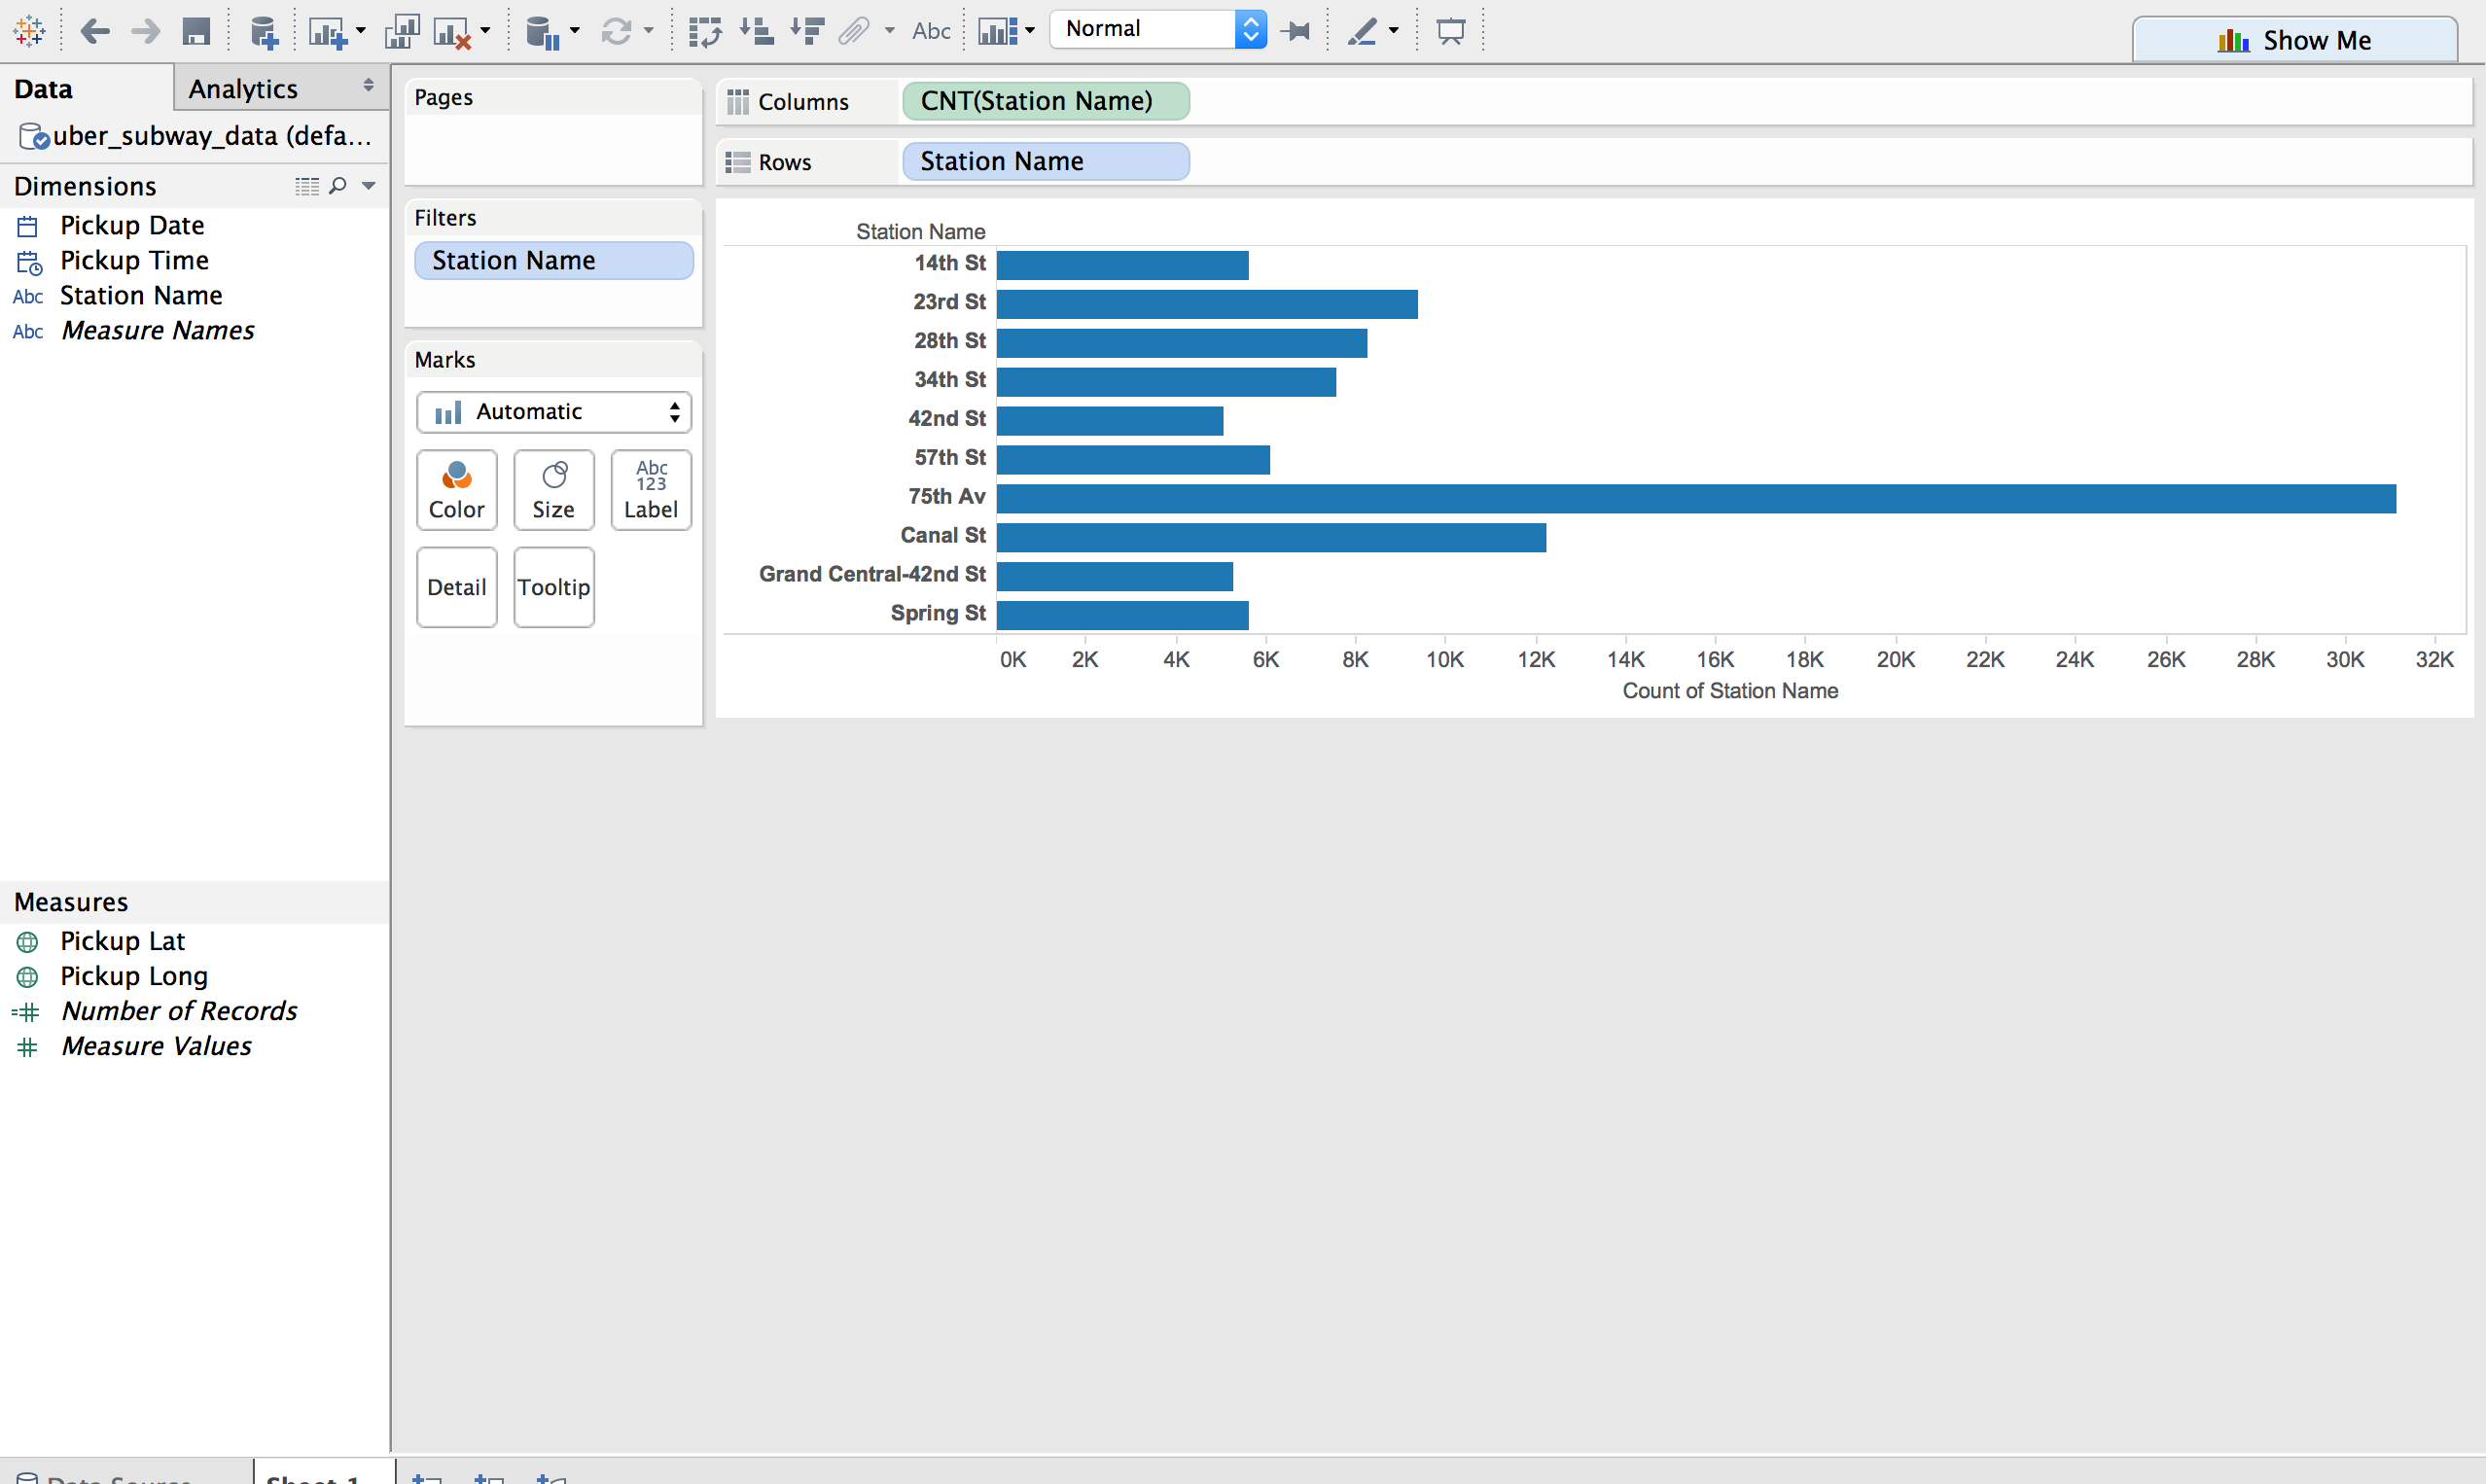 Abc
Normal
Show Me
Data
Analytics
uber_subway_data (defa...
Dimensions
Pickup Date
Pickup Time
Abc Station Name
Abc Measure Names
Measures
Pickup Lat
Pickup Long
=# Number of Records
# Measure Values
Pages
Filters
Station Name
Marks
Automatic
Color
Size
Abc
123
Label
Detail
Tooltip
Columns
CNT(Station Name)
Rows
Station Name
Station Name
14th St
23rd St
28th St
34th St
42nd St
57th St
75th Av
Canal St
Grand Central-42nd St
Spring St
0K 2K 4K 6K 8K 10K 12K 14K 16K 18K 20K 22K 24K 26K 28K 30K 32K
Count of Station Name
Data Source
Sheet 1